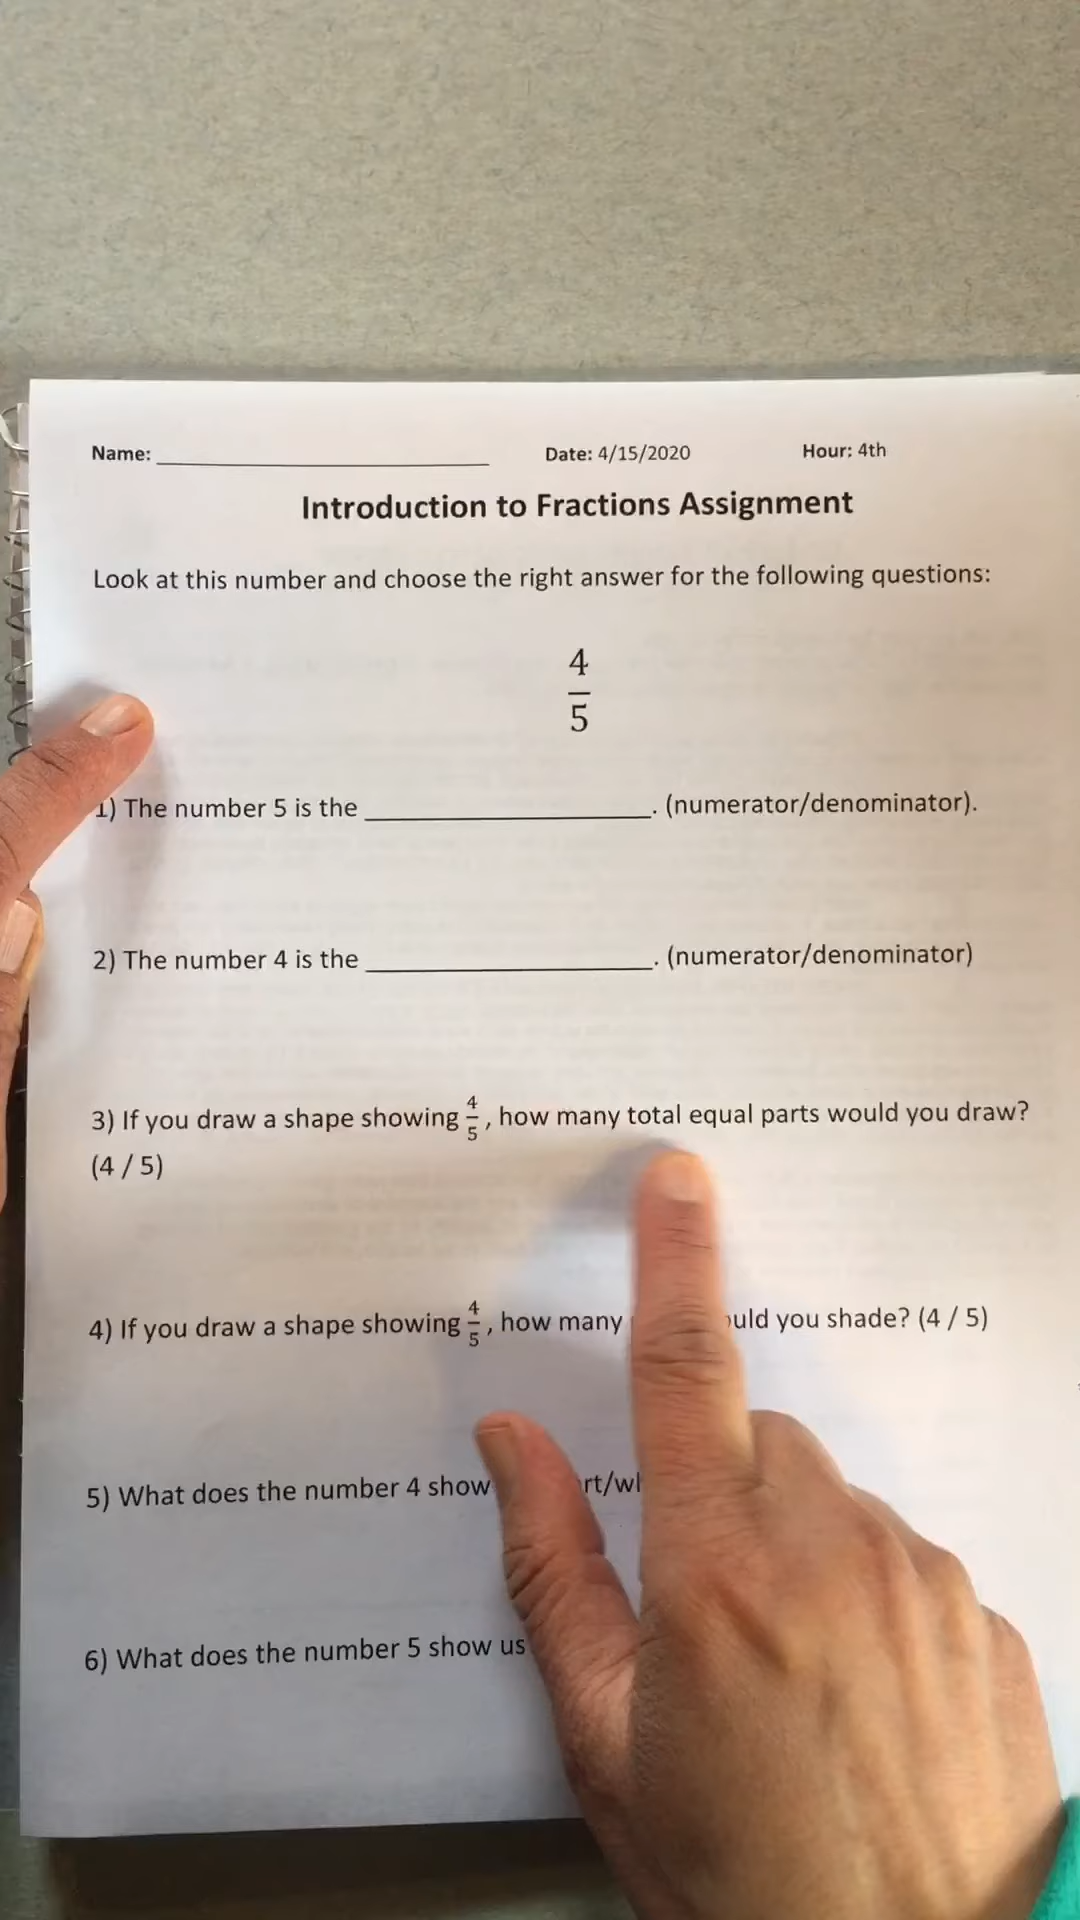 Name: Date: 4/15/2020 Hour: 4th
Introduction to Fractions Assignment
Look at this number and choose the right answer for the following questions:
4
5
1) The number 5 is the . (numerator/denominator).
2) The number 4 is the . (numerator/denominator)
3) If you draw a shape showing 4/5, how many total equal parts would you draw?
(4 / 5)
4) If you draw a shape showing 4/5, how many you shade? (4 / 5)
5) What does the number 4 show
6) What does the number 5 show us